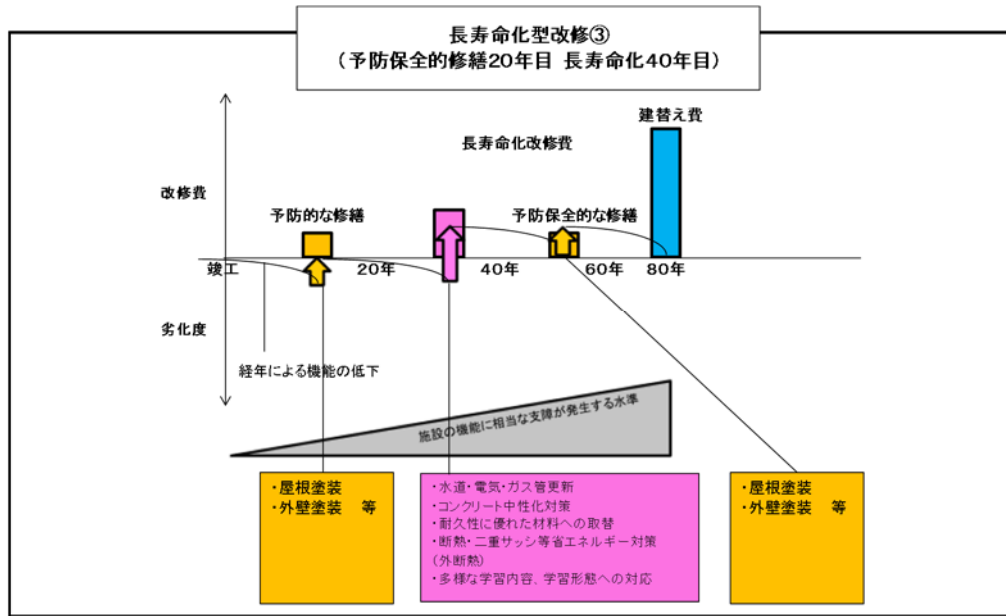 長寿命化型改修③
（予防保全的修繕20年目 長寿命化40年目）
建替え費
長寿命化改修費
改修費
予防的な修繕
予防保全的な修繕
竣工
20年
40年
60年
80年
劣化度
経年による機能の低下
施設の機能に相当な支障が発生する水準
・屋根塗装
・外壁塗装　等
・水道・電気・ガス管更新
・コンクリート中性化対策
・耐久性に優れた材料への取替
・断熱・二重サッシ等省エネルギー対策
（外断熱）
・多様な学習内容、学習形態への対応
・屋根塗装
・外壁塗装　等